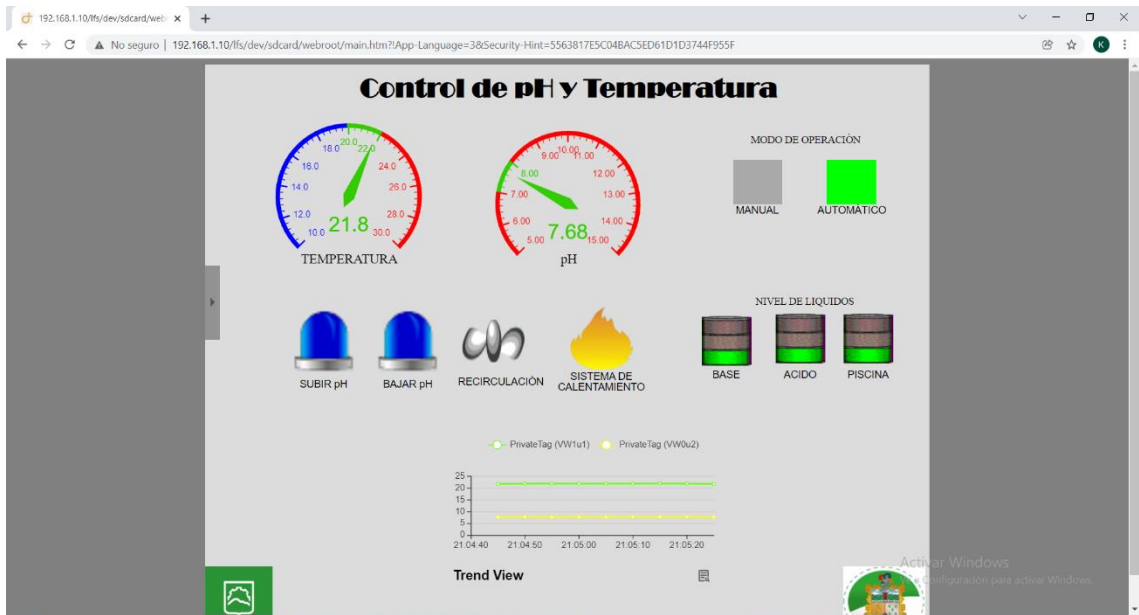 192.168.1.10/lfs/dev/sdcard/web
No seguro | 192.168.1.10/lfs/dev/sdcard/webroot/main.htm?!App-Language=3&Security-Hint=5563817E5C04BAC5ED61D1D3744F955F
K
Control de pH y Temperatura
10.0 12.0 14.0 16.0 18.0 20.0 22.0 24.0 26.0 28.0 30.0
21.8
TEMPERATURA
5.00 6.00 7.00 8.00 9.00 10.00 11.00 12.00 13.00 14.00 15.00
7.68
pH
MODO DE OPERACIÓN
MANUAL AUTOMÁTICO
NIVEL DE LIQUIDOS
BASE ACIDO PISCINA
SUBIR pH BAJAR pH RECIRCULACIÓN SISTEMA DE
CALENTAMIENTO
PrivateTag (VW1u1) PrivateTag (VW0u2)
25
20
15
10
5
0
21:04:40 21:04:50 21:05:00 21:05:10 21:05:20
Trend View
Activar Windows
Configuración para activar Windows.